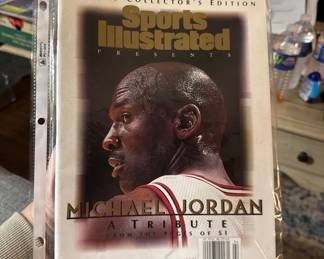 COLLECTOR'S EDITION
Sports
Illustrated
PRESENTS
MICHAEL JORDAN
A TRIBUTE
FROM THE PAGES OF SI